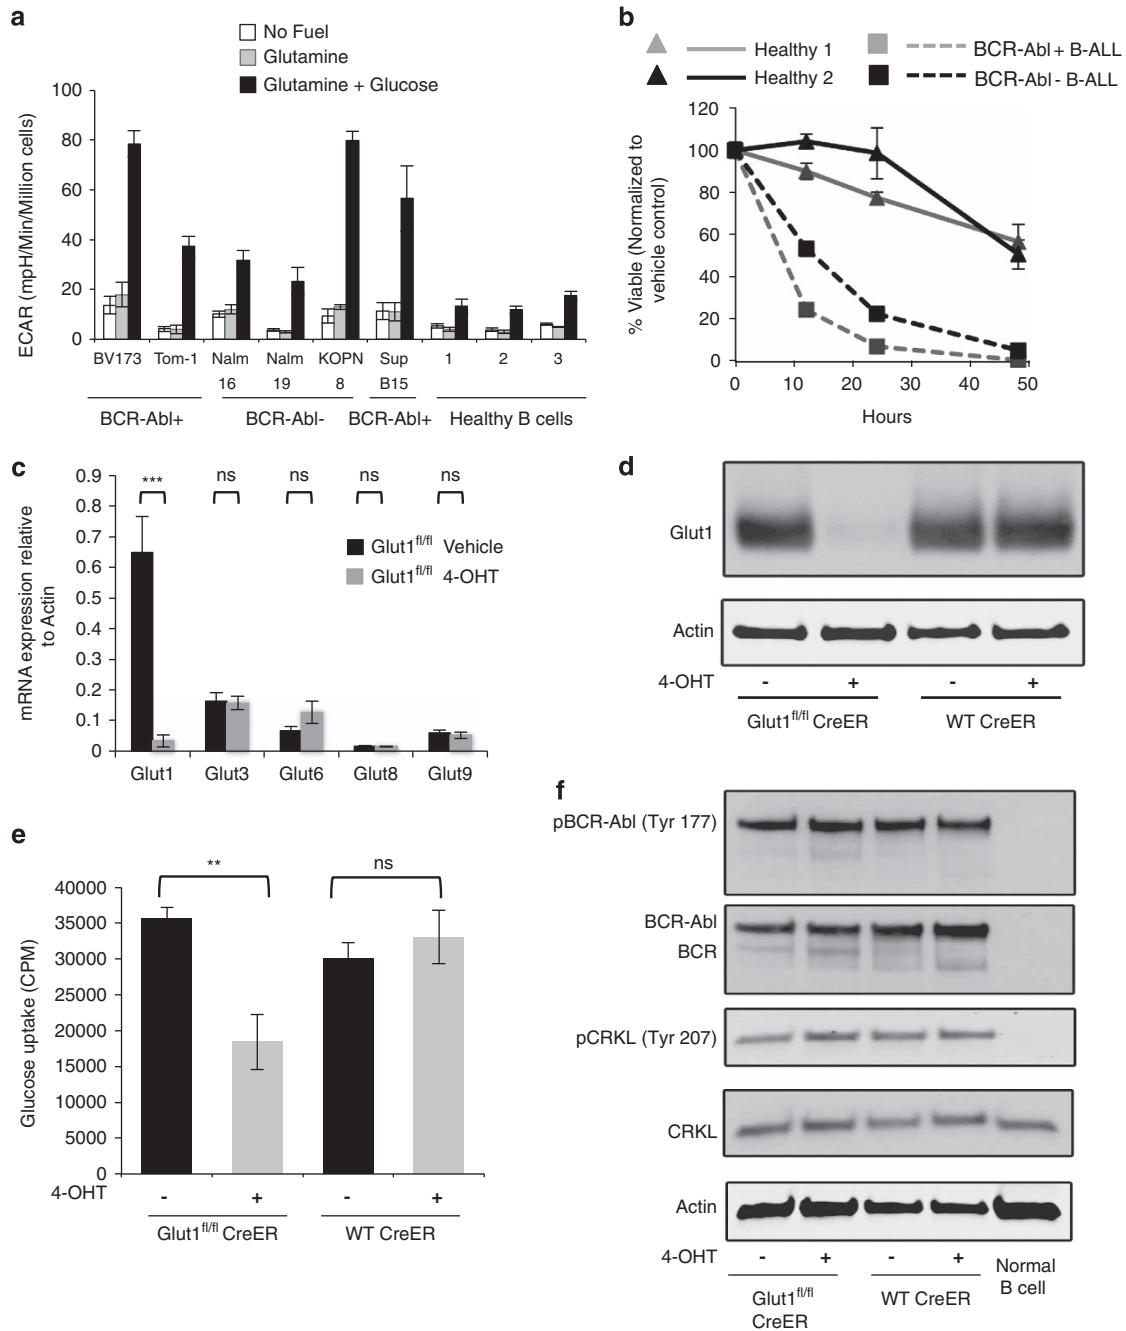 a
No Fuel
Glutamine
Glutamine + Glucose
ECAR (mpH/Min/Million cells)
100
80
60
40
20
0
BV173 Tom-1 Nalm 16 Nalm 19 KOPN 8 Sup B15 1 2 3
BCR-Abl+ BCR-Abl- BCR-Abl+ Healthy B cells
b
Healthy 1
Healthy 2
BCR-Abl + B-ALL
BCR-Abl - B-ALL
% Viable (Normalized to
vehicle control)
120
100
80
60
40
20
0
0 10 20 30 40 50
Hours
c
mRNA expression relative
to Actin
0.9
0.8
0.7
0.6
0.5
0.4
0.3
0.2
0.1
0
*** ns ns ns ns
Glut1fl/fl Vehicle
Glut1fl/fl 4-OHT
Glut1 Glut3 Glut6 Glut8 Glut9
d
Glut1
Actin
4-OHT - + - +
Glut1fl/fl CreER WT CreER
e
** ns
Glucose uptake (CPM)
40000
35000
30000
25000
20000
15000
10000
5000
0
4-OHT - + - +
Glut1fl/fl CreER WT CreER
f
pBCR-Abl (Tyr 177)
BCR-Abl
BCR
pCRKL (Tyr 207)
CRKL
Actin
4-OHT - + - +
Glut1fl/fl
CreER
WT CreER
Normal
B cell